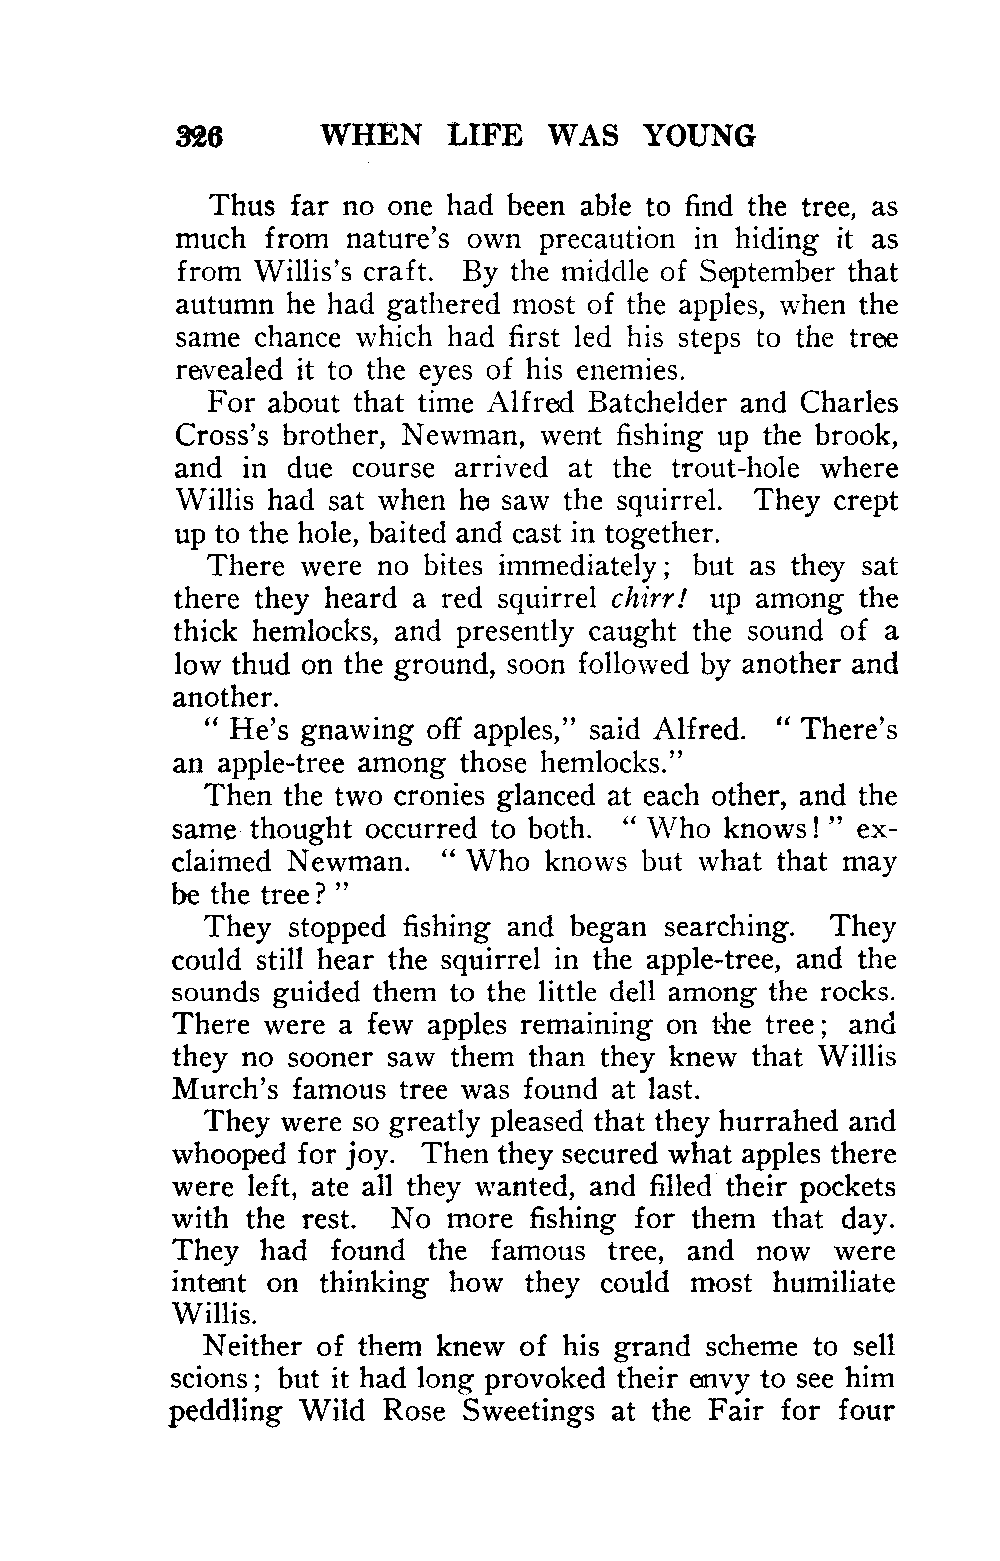 326 WHEN LIFE WAS YOUNG
Thus far no one had been able to find the tree, as
much from nature's own precaution in hiding it as
from Willis's craft. By the middle of September that
autumn he had gathered most of the apples, when the
same chance which had first led his steps to the tree
revealed it to the eyes of his enemies.
For about that time Alfred Batchelder and Charles
Cross's brother, Newman, went fishing up the brook,
and in due course arrived at the trout-hole where
Willis had sat when he saw the squirrel. They crept
up to the hole, baited and cast in together.
There were no bites immediately; but as they sat
there they heard a red squirrel chirr! up among the
thick hemlocks, and presently caught the sound of a
low thud on the ground, soon followed by another and
another.
" He's gnawing off apples," said Alfred. " There's
an apple-tree among those hemlocks."
Then the two cronies glanced at each other, and the
same thought occurred to both. " Who knows! " ex-
claimed Newman. " Who knows but what that may
be the tree? "
They stopped fishing and began searching. They
could still hear the squirrel in the apple-tree, and the
sounds guided them to the little dell among the rocks.
There were a few apples remaining on the tree; and
they no sooner saw them than they knew that Willis
Murch's famous tree was found at last.
They were so greatly pleased that they hurrahed and
whooped for joy. Then they secured what apples there
were left, ate all they wanted, and filled their pockets
with the rest. No more fishing for them that day.
They had found the famous tree, and now were
intent on thinking how they could most humiliate
Willis.
Neither of them knew of his grand scheme to sell
scions; but it had long provoked their envy to see him
peddling Wild Rose Sweetings at the Fair for four